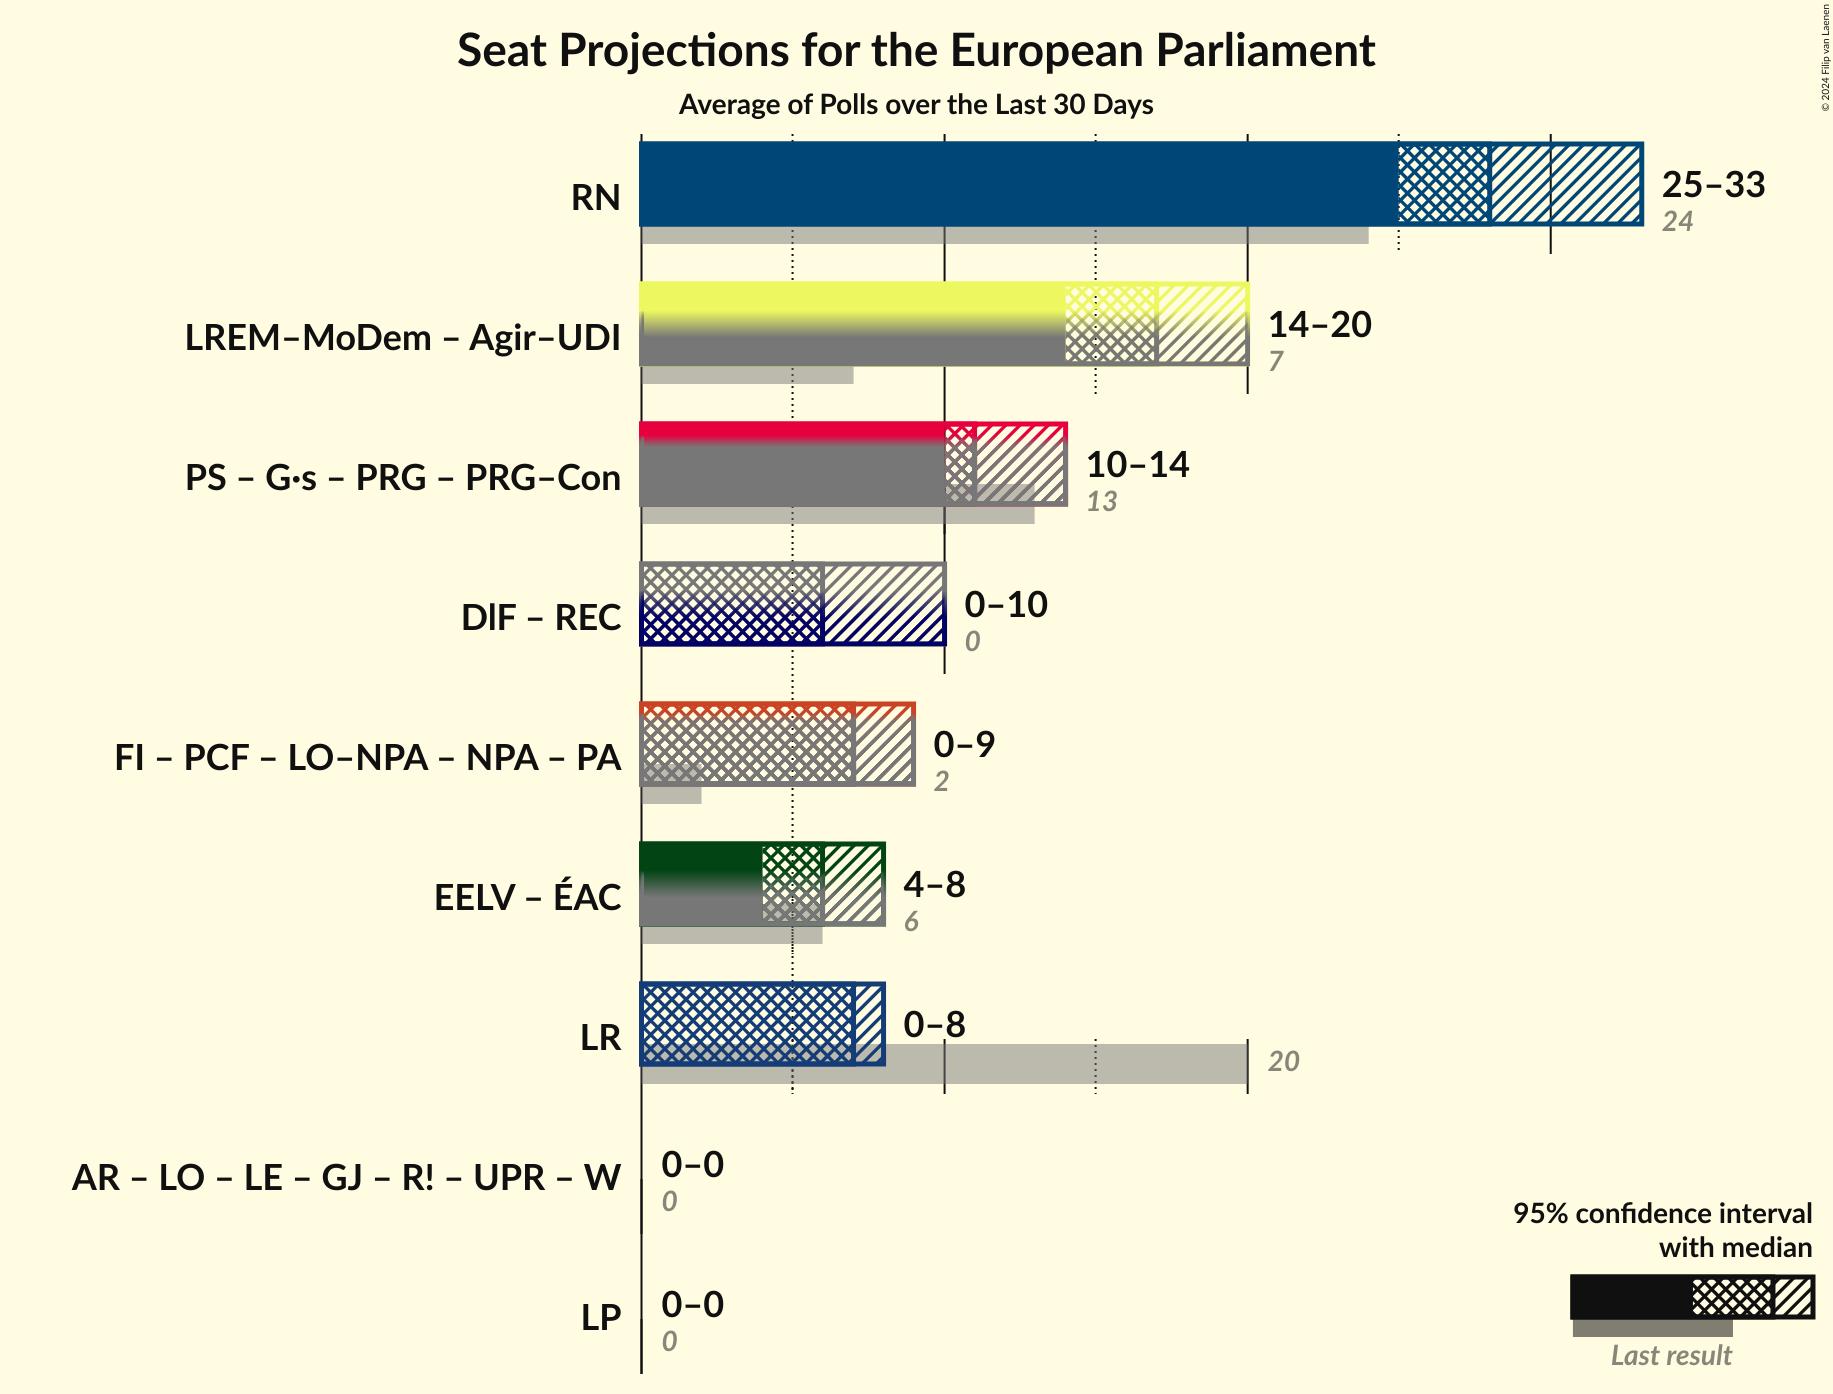 Seat Projections for the European Parliament
Average of Polls over the Last 30 Days
© 2024 Filip van Laenen
RN
25–33
24
LREM–MoDem – Agir–UDI
14–20
7
PS – G·s – PRG – PRG–Con
10–14
13
DlF – REC
0–10
0
FI – PCF – LO–NPA – NPA – PA
0–9
2
EELV – ÉAC
4–8
6
LR
0–8
20
AR – LO – LE – GJ – R! – UPR – W
0–0
0
LP
0–0
0
95% confidence interval
with median
Last result